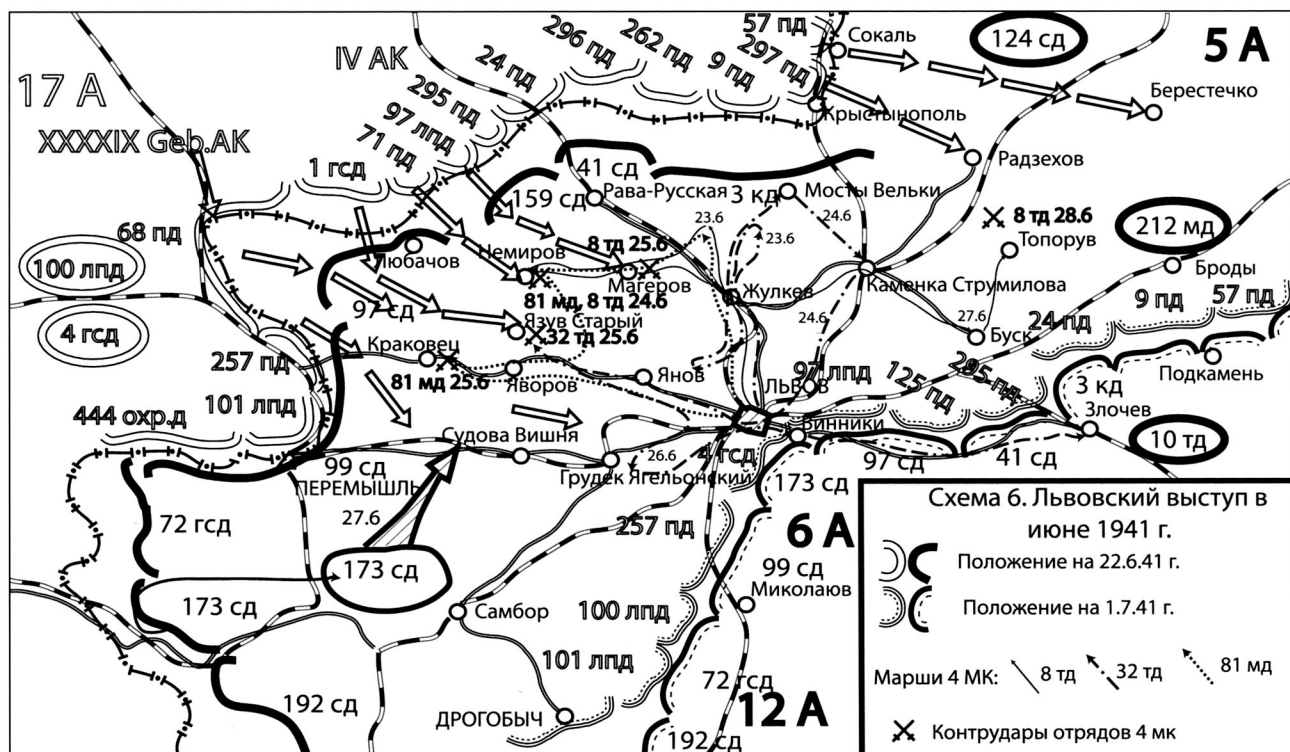 57 пд
Сокаль
124 сд
5 А
296 пд
262 пд
IV АК
24 пд
9 пд
297 пд
17 А
295 пд
97 лпд
Берестечко
Крыстынополь
XXXXIX Geb.АК
71 пд
Радзехов
1 гсд
41 сд
159 сд
Рава-Русская
3 кд
Мосты Вельки
23.6
24.6
8 тд 28.6
212 мд
68 пд
Топорув
23.6
Любачов
Немиров
8 тд 25.6
100 лпд
Броды
Магеров
Жулкев
Каменка Струмилова
81 мд, 8 тд 24.6
9 пд
57 пд
97 сд
Язув Старый
24.6
27.6
4 гсд
32 тд 25.6
24 пд
Буск
Краковец
257 пд
Подкамень
Яворов
Янов
97 лпд
295 пд
81 мд 25.6
ЛЬВОВ
125 пд
3 кд
101 лпд
Злочев
444 охр.д
Судова Вишня
Винники
10 тд
26.6
4 гсд
99 сд
97 сд
41 сд
Грудек Ягельонский
ПЕРЕМЫШЛЬ
173 сд
27.6
72 гсд
257 пд
6 А
173 сд
99 сд
Миколаюв
173 сд
Самбор
100 лпд
101 лпд
72 гсд
192 сд
ДРОГОБЫЧ
12 А
192 сд
Схема 6. Львовский выступ в
июне 1941 г.
Положение на 22.6.41 г.
Положение на 1.7.41 г.
Марши 4 МК:
8 тд
32 тд
81 мд
Контрудары отрядов 4 мк